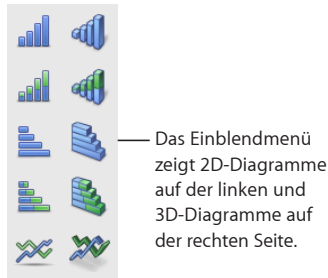 Das Einblendmenü
zeigt 2D-Diagramme
auf der linken und
3D-Diagramme auf
der rechten Seite.